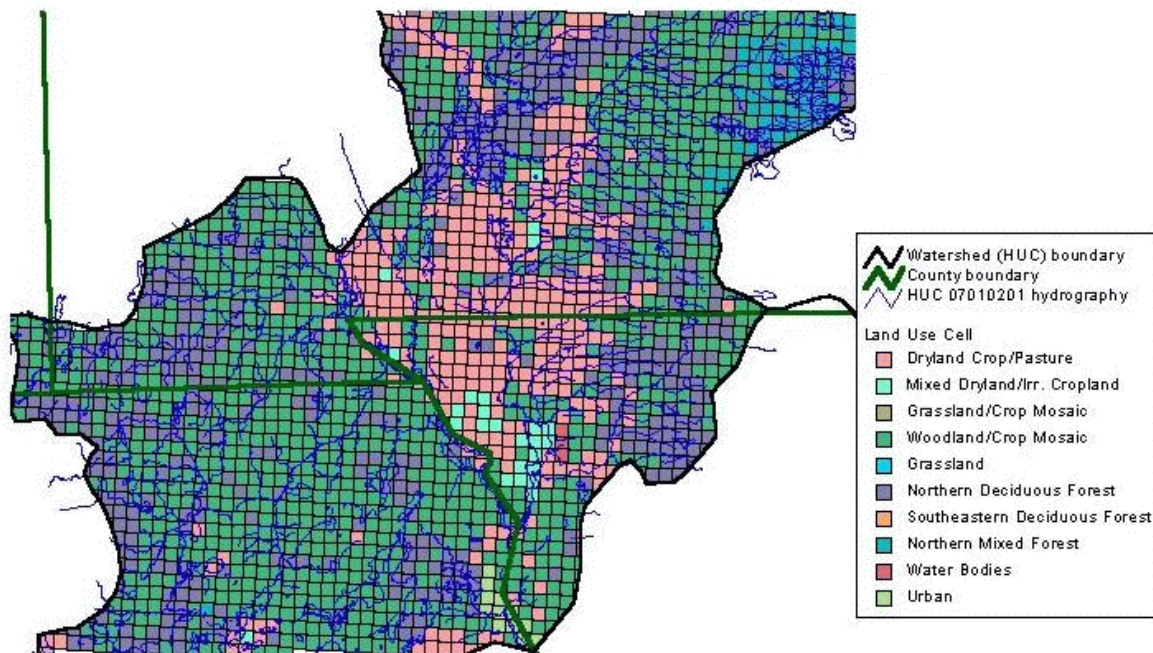 Watershed (HUC) boundary
County boundary
HUC 07010201 hydrography
Land Use Cell
Dryland Crop/Pasture
Mixed Dryland/Irr. Cropland
Grassland/Crop Mosaic
Woodland/Crop Mosaic
Grassland
Northern Deciduous Forest
Southeastern Deciduous Forest
Northern Mixed Forest
Water Bodies
Urban